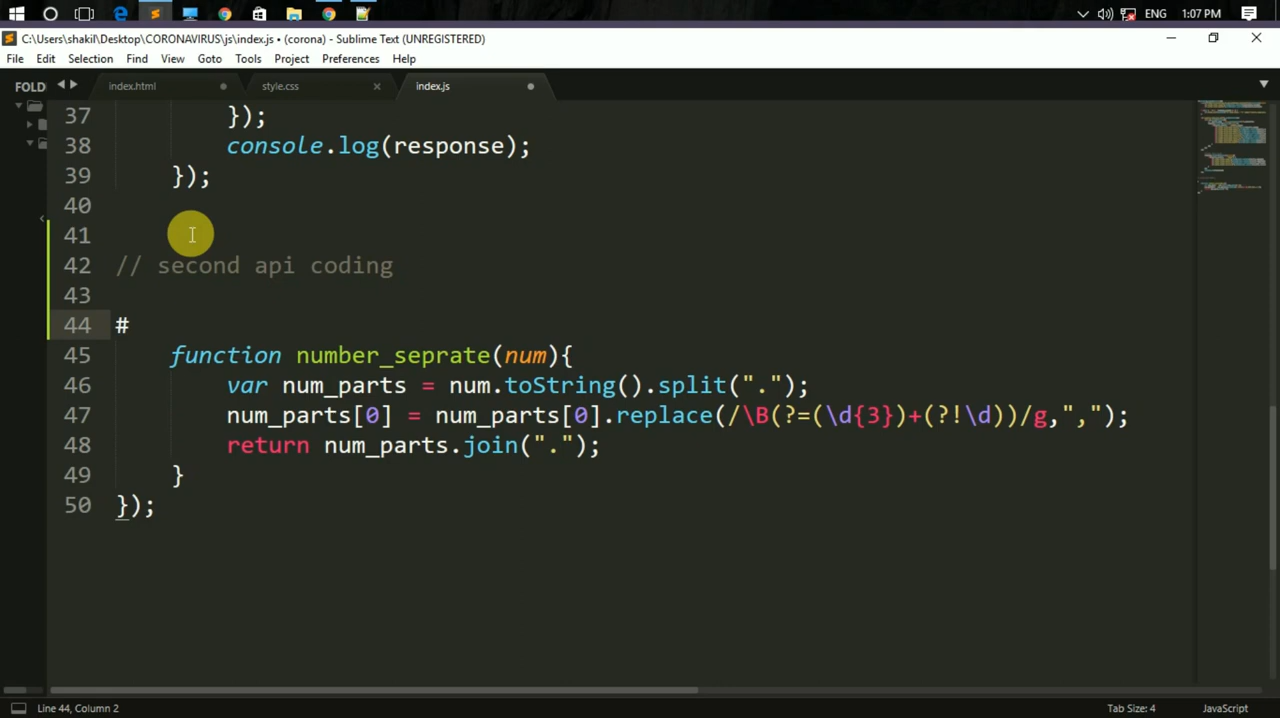 ENG 1:07 PM
C:\Users\shakil\Desktop\CORONAVIRUS\js\index.js • (corona) - Sublime Text (UNREGISTERED)
File Edit Selection View Goto Tools Project Preferences Help
FOLD index.html style.css index.js
37 });
38 console.log(response);
39 });
40
41
42 // second api coding
43
44 #
45 function number_seprate(num){
46 var num_parts = num.toString().split(".");
47 num_parts[0] = num_parts[0].replace(/\B(?=(\d{3})+(?!\d))/g,",");
48 return num_parts.join(".");
49 }
50 });
Line 44, Column 2 Tab Size: 4 JavaScript